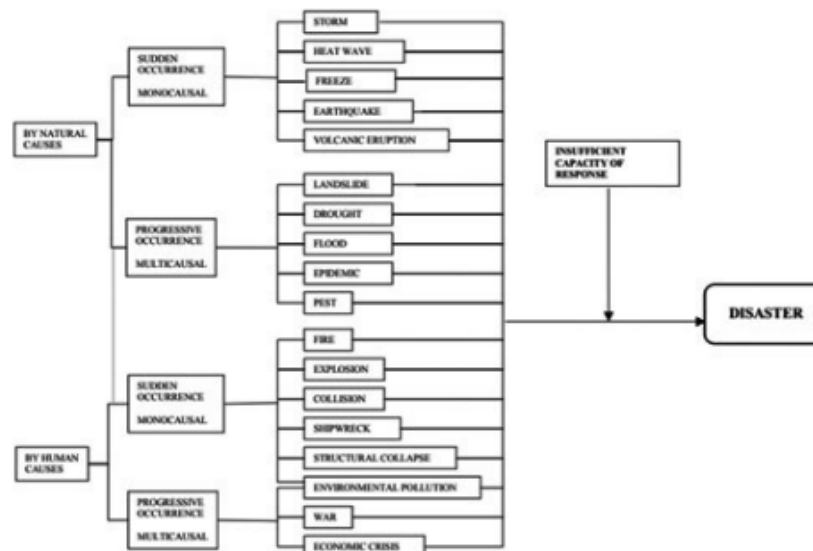 STORM
SUDDEN
OCCURRENCE
MONOCAUSAL
HEAT WAVE
FREEZE
EARTHQUAKE
VOLCANIC ERUPTION
BY NATURAL
CAUSES
INSUFFICIENT
CAPACITY OF
RESPONSE
LANDSLIDE
DROUGHT
PROGRESSIVE
OCCURRENCE
MULTICAUSAL
FLOOD
EPIDEMIC
PEST
DISASTER
FIRE
EXPLOSION
SUDDEN
OCCURRENCE
MONOCAUSAL
COLLISION
SHIPWRECK
BY HUMAN
CAUSES
STRUCTURAL COLLAPSE
ENVIRONMENTAL POLLUTION
PROGRESSIVE
OCCURRENCE
MULTICAUSAL
WAR
ECONOMIC CRISIS